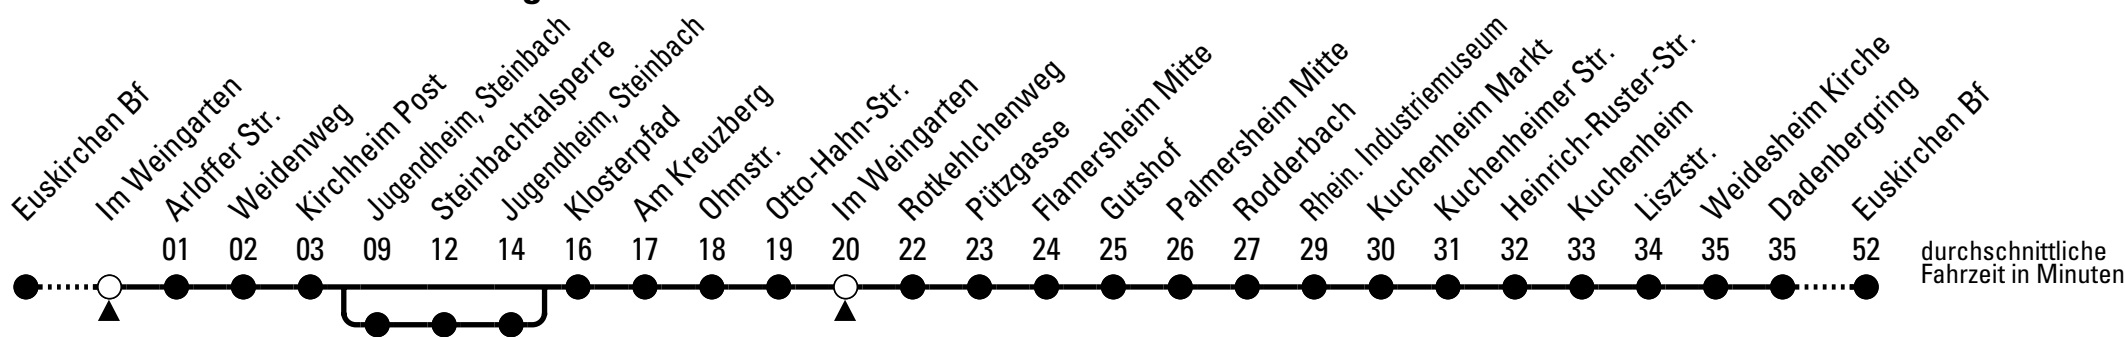 Euskirchen Bf
Im Weingarten
Arloffer Str.
Weidenweg
Kirchheim Post
Jugendheim, Steinbach
Steinbachtalsperre
Jugendheim, Steinbach
Klosterpfad
Am Kreuzberg
Ohmstr.
Otto-Hahn-Str.
Im Weingarten
Rotkehlchenweg
Pützgasse
Flamersheim Mitte
Gutshof
Palmersheim Mitte
Rodderbach
Rhein. Industriemuseum
Kuchenheim Markt
Kuchenheimer Str.
Heinrich-Ruster-Str.
Kuchenheim
Lisztstr.
Weidesheim Kirche
Dadenbergring
Euskirchen Bf
01 02 03 09 12 14 16 17 18 19 20 22 23 24 25 26 27 29 30 31 32 33 34 35 35 52
durchschnittliche
Fahrzeit in Minuten